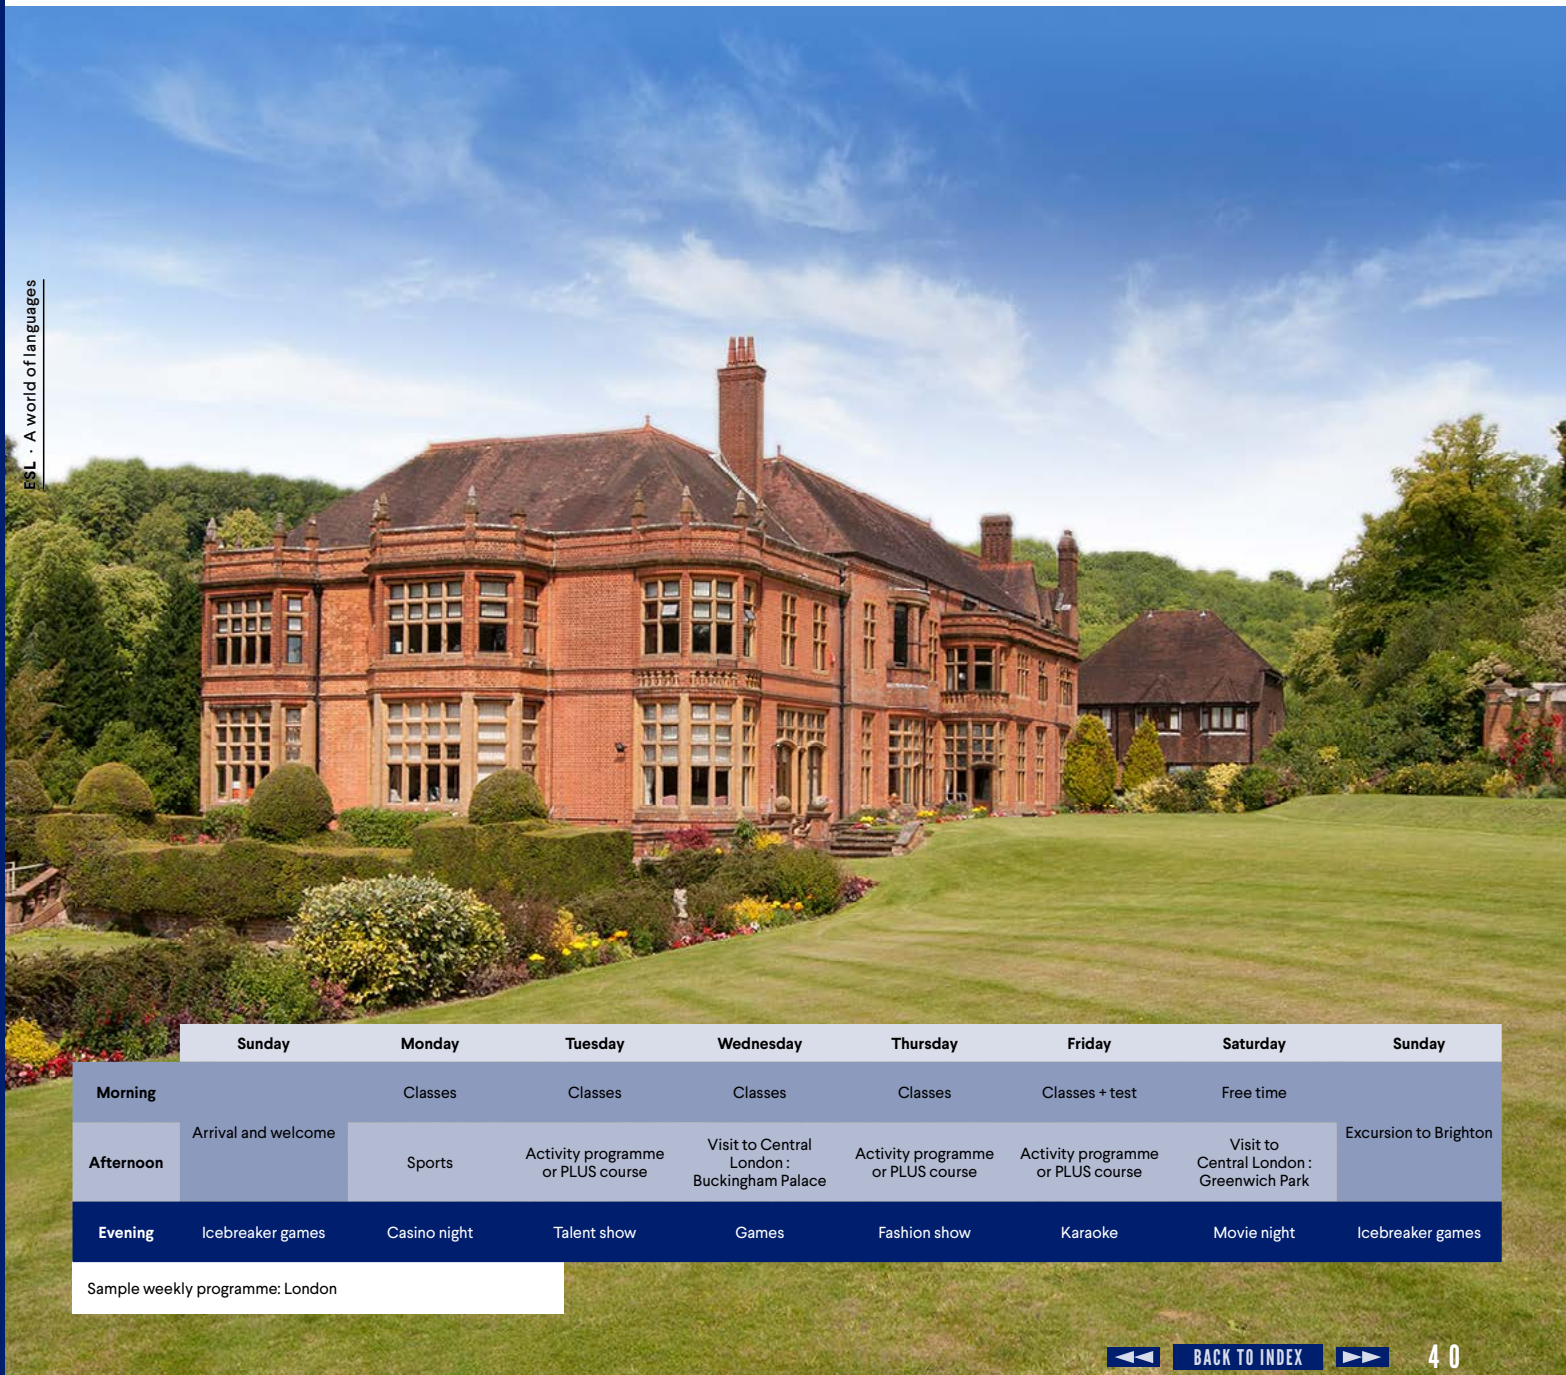 ESL · A world of languages
Sunday Monday Tuesday Wednesday Thursday Friday Saturday Sunday
Morning Classes Classes Classes Classes Classes + test Free time
Arrival and welcome
Excursion to Brighton
Afternoon Sports
Activity programme
or PLUS course
Visit to Central
London :
Buckingham Palace
Activity programme
or PLUS course
Activity programme
or PLUS course
Visit to
Central London :
Greenwich Park
Evening Icebreaker games Casino night Talent show Games Fashion show Karaoke Movie night Icebreaker games
Sample weekly programme: London
BACK TO INDEX
40